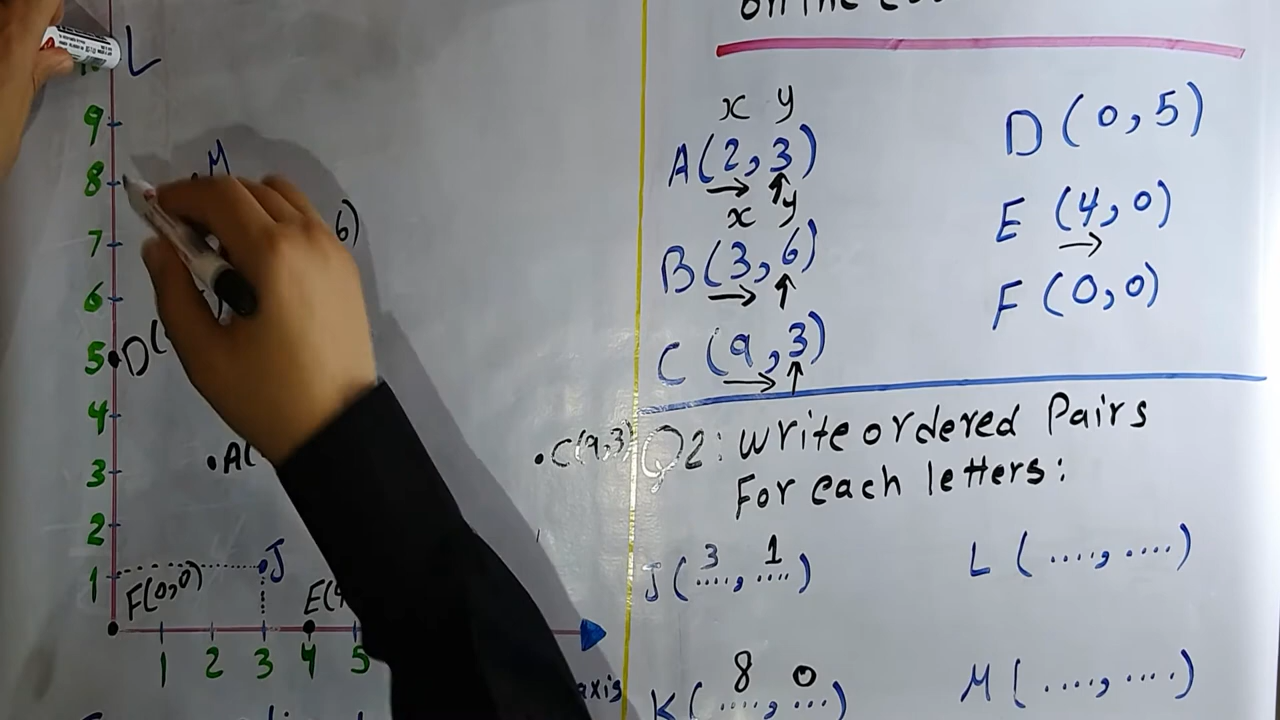 on the
L
9
8
7
6
5
4
3
2
1
M
6)
D(
A(
C(9,3)
J
F(0,0)
E(4
1 2 3 4 5
axis
x y
A(2,3)
x y
B(3,6)
C(9,3)
D(0,5)
E(4,0)
F(0,0)
Q2: write ordered Pairs
For each letters:
J(3, 1)
L(...., ....)
K(8, 0)
M(...., ....)